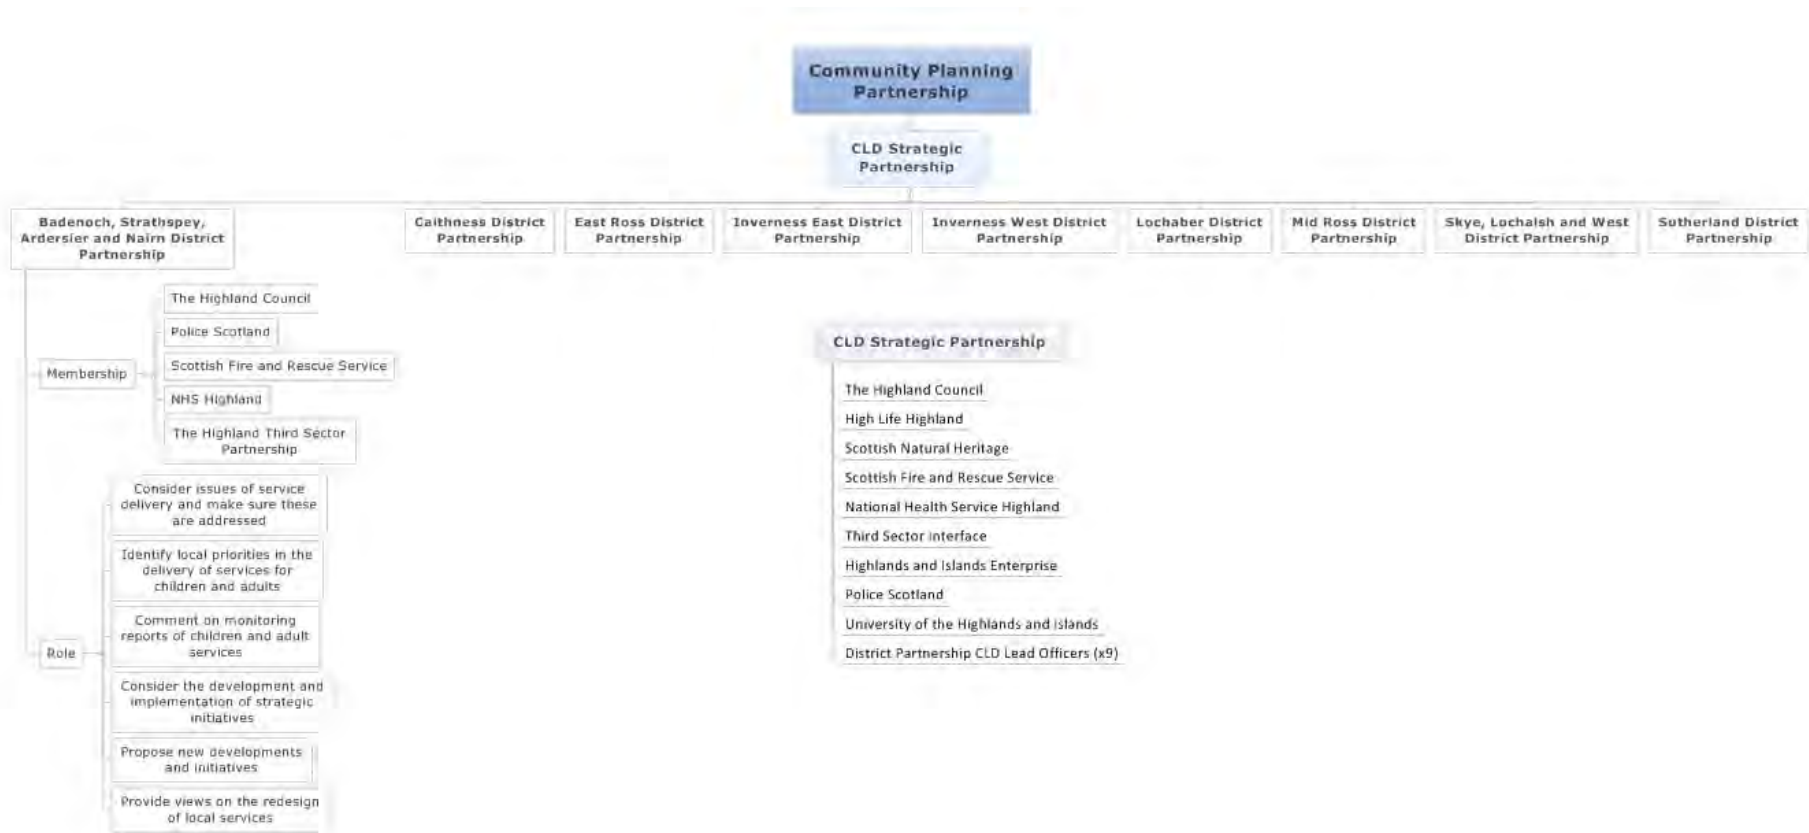 Community Planning
Partnership
CLD Strategic
Partnership
Badenoch, Strathspey,
Ardersier and Nairn District
Partnership
Caithness District
Partnership
East Ross District
Partnership
Inverness East District
Partnership
Inverness West District
Partnership
Lochaber District
Partnership
Mid Ross District
Partnership
Skye, Lochalsh and West
District Partnership
Sutherland District
Partnership
Membership
The Highland Council
Police Scotland
Scottish Fire and Rescue Service
NHS Highland
The Highland Third Sector
Partnership
Role
Consider issues of service
delivery and make sure these
are addressed
Identify local priorities in the
delivery of services for
children and adults
Comment on monitoring
reports of children and adult
services
Consider the development and
implementation of strategic
initiatives
Propose new developments
and initiatives
Provide views on the redesign
of local services
CLD Strategic Partnership
The Highland Council
High Life Highland
Scottish Natural Heritage
Scottish Fire and Rescue Service
National Health Service Highland
Third Sector Interface
Highlands and Islands Enterprise
Police Scotland
University of the Highlands and Islands
District Partnership CLD Lead Officers (x9)